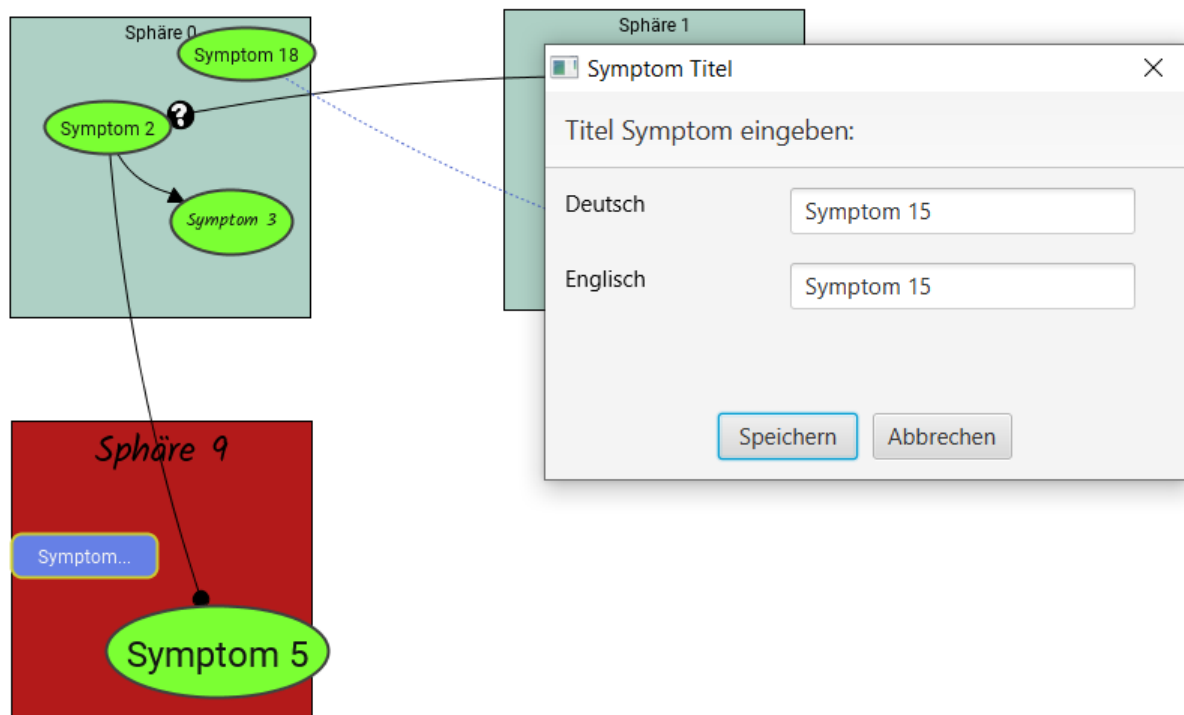 Sphäre 0
Symptom 18
Symptom 2
?
Symptom 3
Sphäre 1
Symptom Titel
Titel Symptom eingeben:
Deutsch
Symptom 15
Englisch
Symptom 15
Speichern
Abbrechen
Sphäre 9
Symptom...
Symptom 5